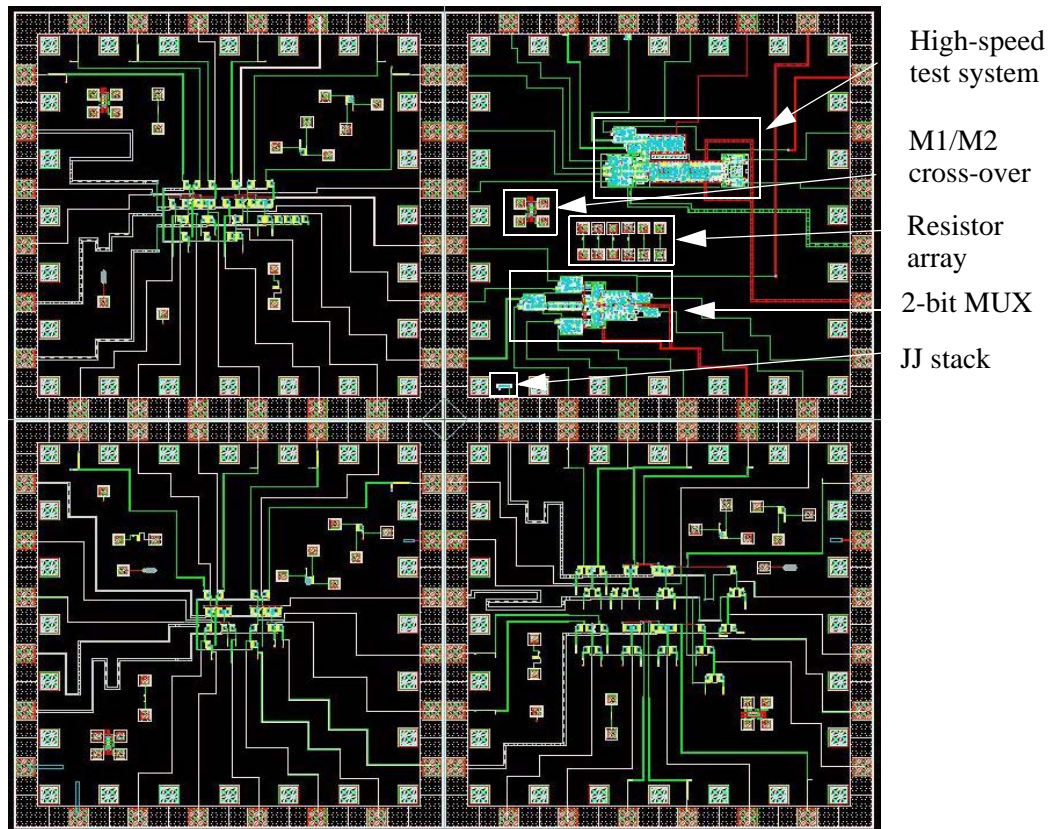 High-speed
test system
M1/M2
cross-over
Resistor
array
2-bit MUX
JJ stack